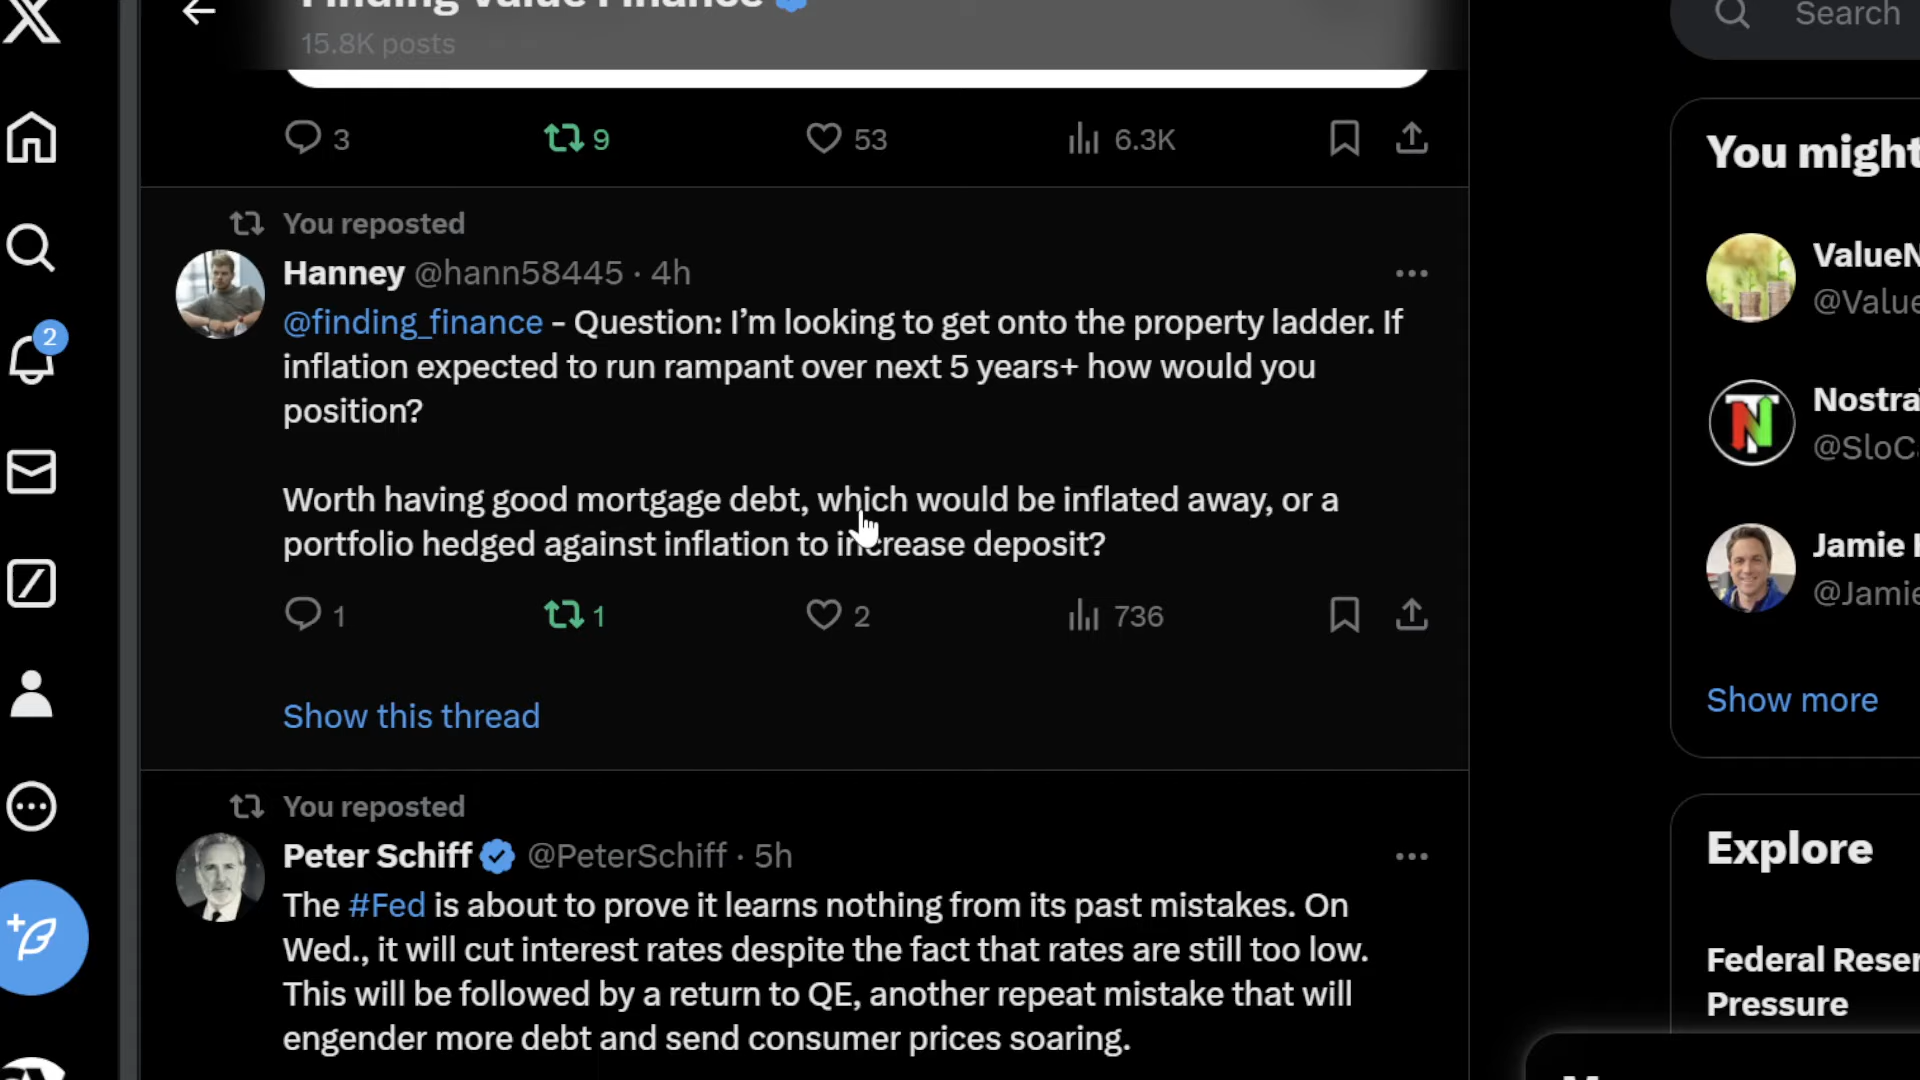 Finding Value Finance
15.8K posts
Search
3
9
53
6.3K
You might
You reposted
Hanney @hann58445 · 4h
@finding_finance – Question: I’m looking to get onto the property ladder. If
inflation expected to run rampant over next 5 years+ how would you
position?
Worth having good mortgage debt, which would be inflated away, or a
portfolio hedged against inflation to increase deposit?
1
1
2
736
Show this thread
2
ValueN
@Value
Nostra
@SloC
Jamie
@Jamie
Show more
You reposted
Peter Schiff @PeterSchiff · 5h
The #Fed is about to prove it learns nothing from its past mistakes. On
Wed., it will cut interest rates despite the fact that rates are still too low.
This will be followed by a return to QE, another repeat mistake that will
engender more debt and send consumer prices soaring.
Explore
Federal Reser
Pressure